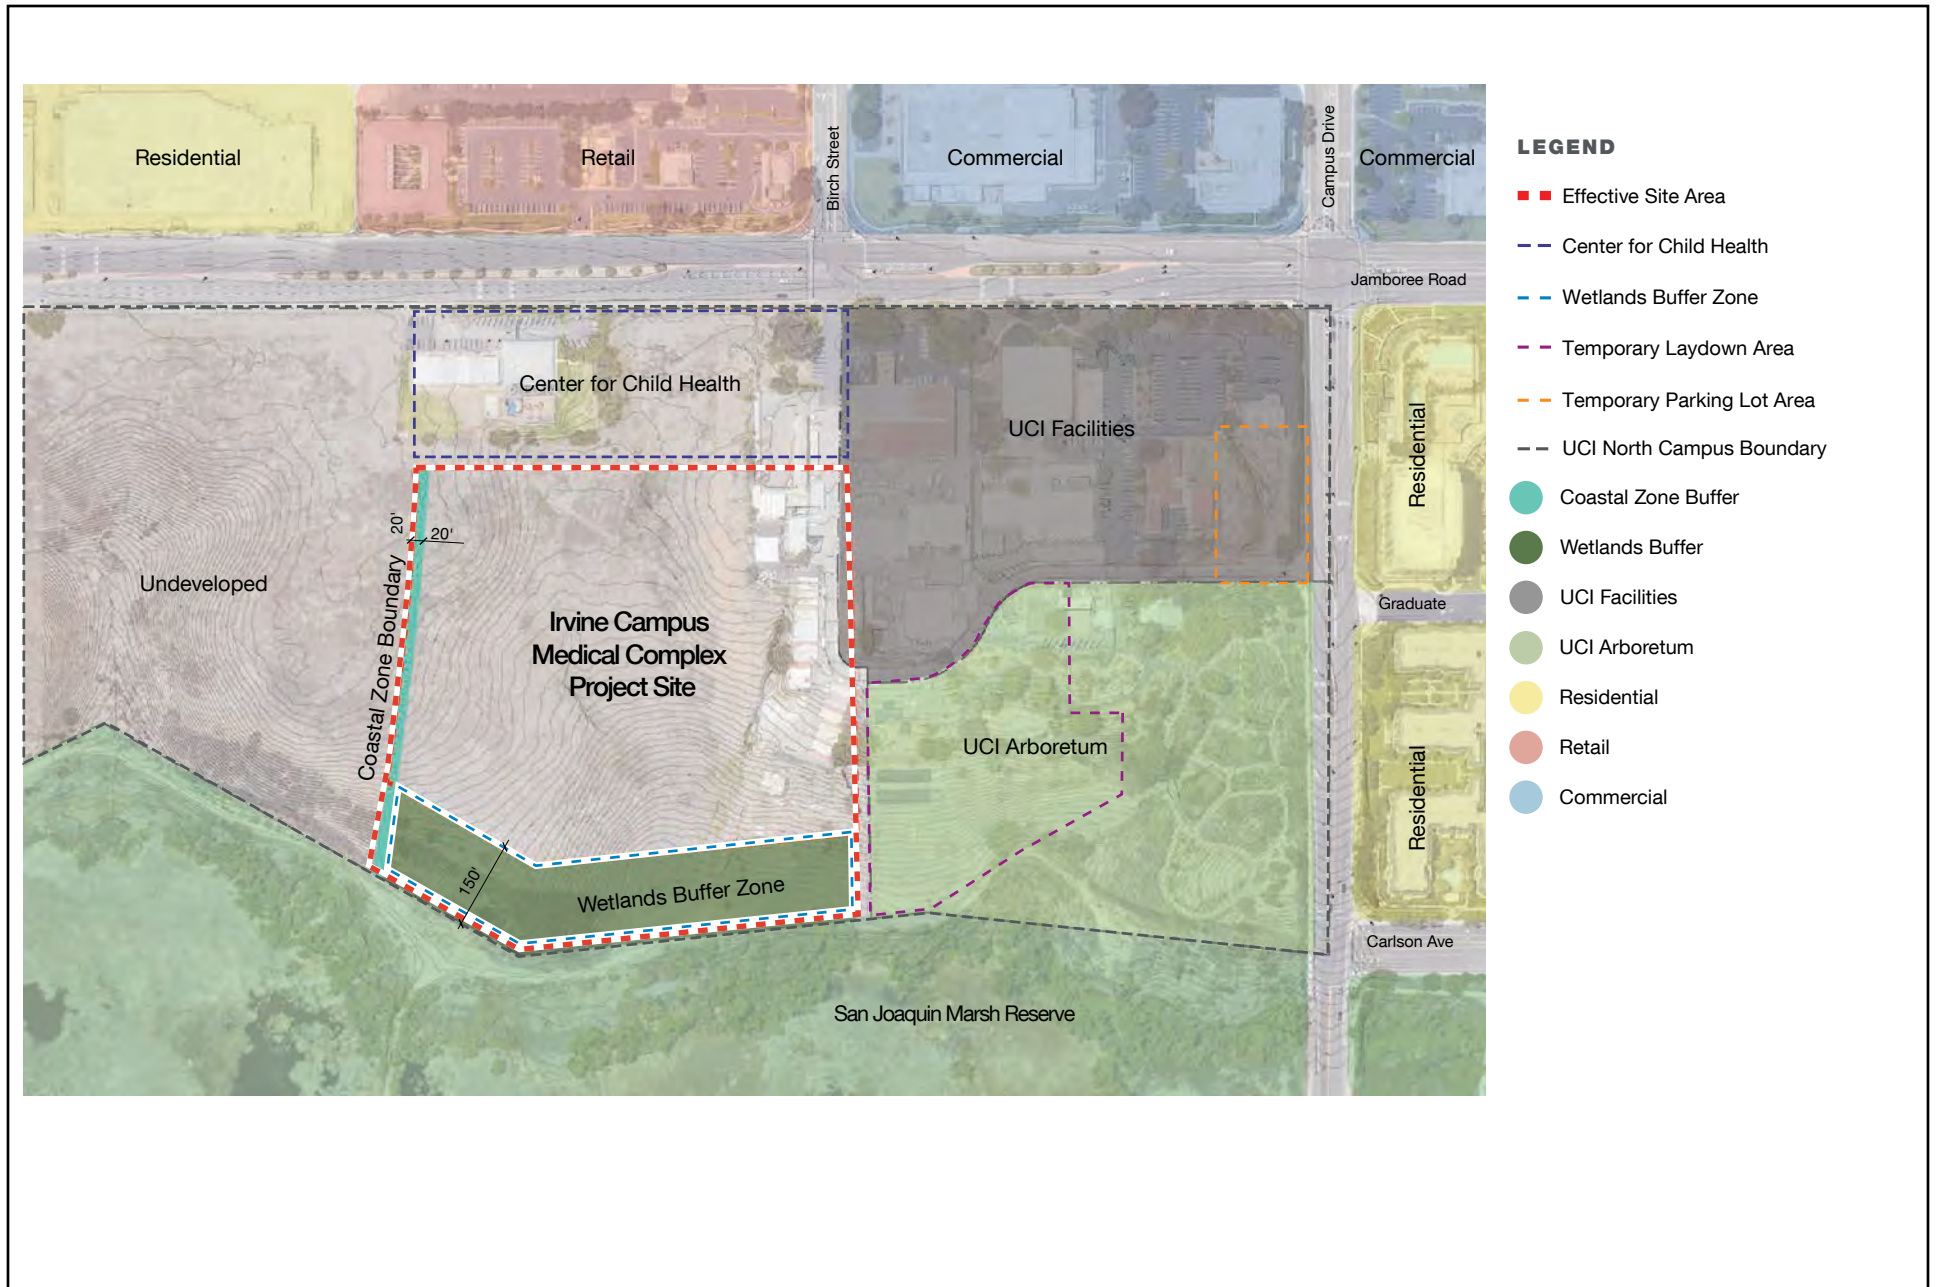 Residential
Retail
Birch Street
Commercial
Campus Drive
Commercial
Jamboree Road
Center for Child Health
UCI Facilities
Residential
20'
20'
Undeveloped
Coastal Zone Boundary
Irvine Campus
Medical Complex
Project Site
Graduate
UCI Arboretum
Residential
150'
Wetlands Buffer Zone
Carlson Ave
San Joaquin Marsh Reserve
LEGEND
Effective Site Area
Center for Child Health
Wetlands Buffer Zone
Temporary Laydown Area
Temporary Parking Lot Area
UCI North Campus Boundary
Coastal Zone Buffer
Wetlands Buffer
UCI Facilities
UCI Arboretum
Residential
Retail
Commercial